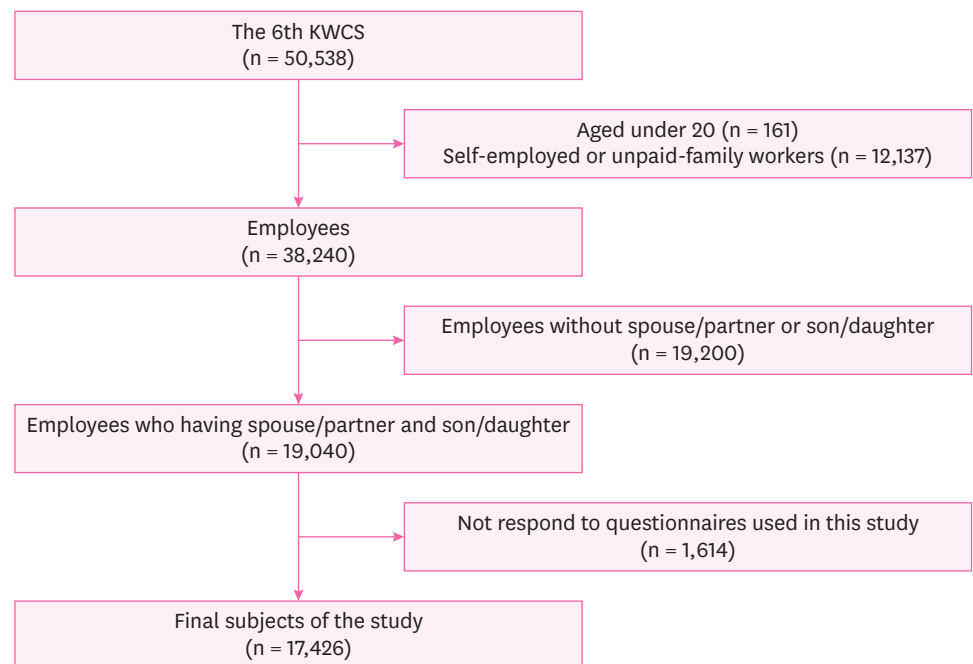 The 6th KWCS
(n = 50,538)
Aged under 20 (n = 161)
Self-employed or unpaid-family workers (n = 12,137)
Employees
(n = 38,240)
Employees without spouse/partner or son/daughter
(n = 19,200)
Employees who having spouse/partner and son/daughter
(n = 19,040)
Not respond to questionnaires used in this study
(n = 1,614)
Final subjects of the study
(n = 17,426)